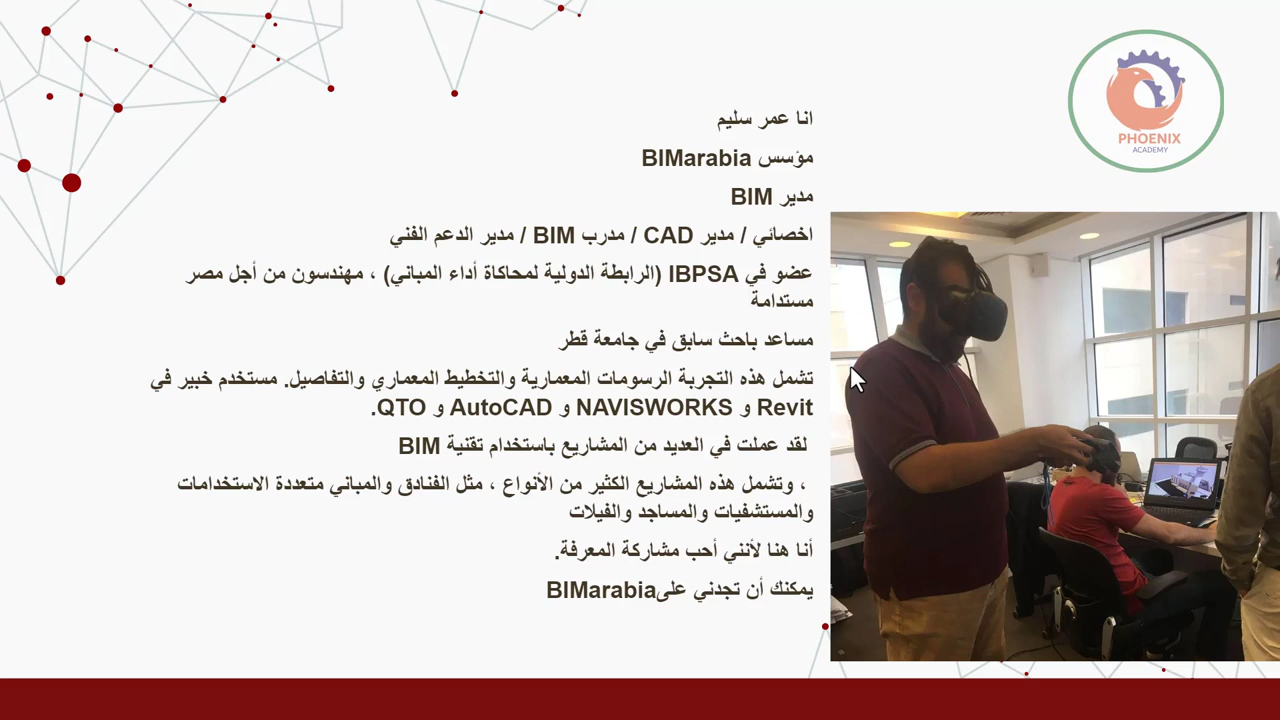 PHOENIX
ACADEMY
انا عمر سليم
مؤسس BIMarabia
مدير BIM
اخصائي / مدير CAD / مدرب BIM / مدير الدعم الفني
عضو في IBPSA (الرابطة الدولية لمحاكاة أداء المباني) ، مهندسون من أجل مصر
مستدامة
مساعد باحث سابق في جامعة قطر
تشمل هذه التجربة الرسومات المعمارية والتخطيط المعماري والتفاصيل. مستخدم خبير في
Revit و NAVISWORKS و AutoCAD و QTO.
لقد عملت في العديد من المشاريع باستخدام تقنية BIM
، وتشمل هذه المشاريع الكثير من الأنواع ، مثل الفنادق والمباني متعددة الاستخدامات
والمستشفيات والمساجد والفيلات
أنا هنا لأنني أحب مشاركة المعرفة.
يمكنك أن تجدني علىBIMarabia